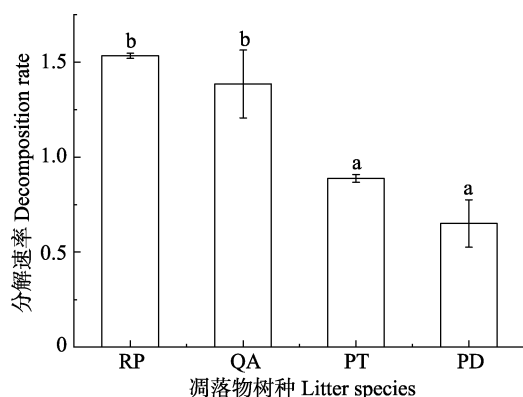 分解速率 Decomposition rate
1.5
1.0
0.5
0
b
b
a
a
RP QA PT PD
凋落物树种 Litter species